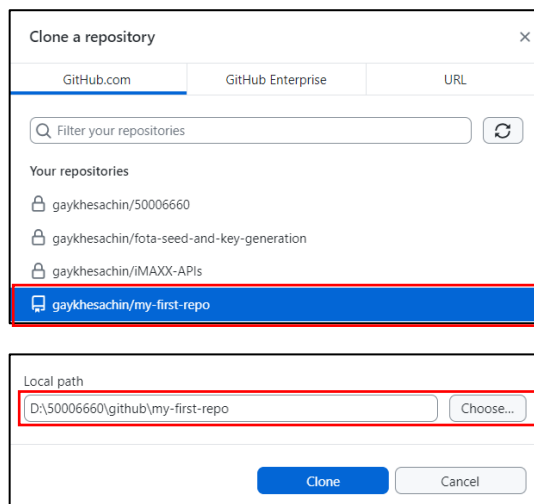 Clone a repository
GitHub.com GitHub Enterprise URL
Filter your repositories
Your repositories
gaykhesachin/50006660
gaykhesachin/fota-seed-and-key-generation
gaykhesachin/iMAXX-APIs
gaykhesachin/my-first-repo
Local path
D:\50006660\github\my-first-repo Choose...
Clone Cancel